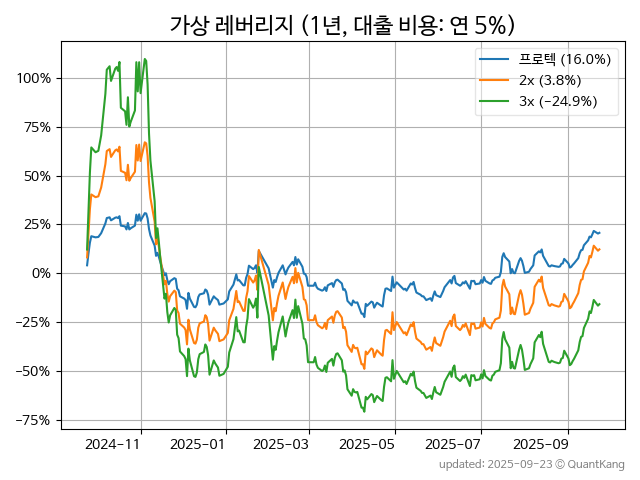 가상 레버리지 (1년, 대출 비용: 연 5%)
프로텍 (16.0%)
2x (3.8%)
3x (−24.9%)
100%
75%
50%
25%
0%
−25%
−50%
−75%
2024-11 2025-01 2025-03 2025-05 2025-07 2025-09
updated: 2025-09-23 ⓒ QuantKang